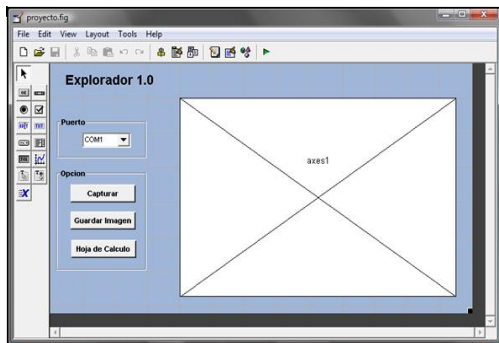 proyecto.fig
File Edit View Layout Tools Help
Explorador 1.0
Puerto
COM1
axes1
Opcion
Capturar
Guardar Imagen
Hoja de Calculo